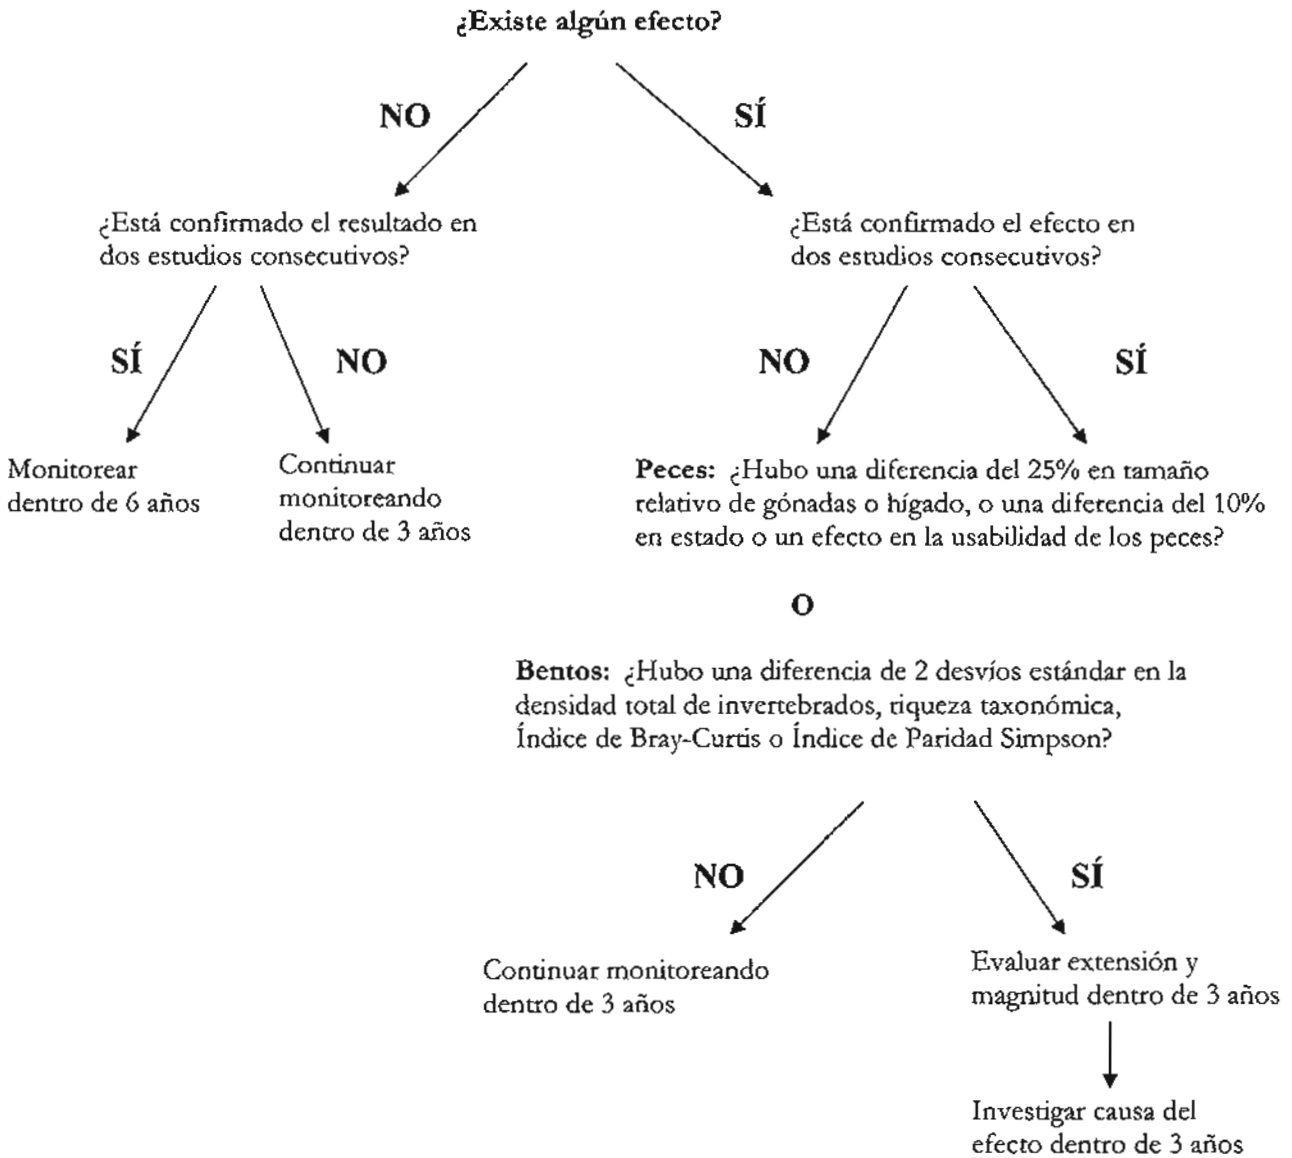 ¿Existe algún efecto?
NO
SÍ
¿Está confirmado el resultado en
dos estudios consecutivos?
¿Está confirmado el efecto en
dos estudios consecutivos?
SÍ
NO
NO
SÍ
Monitorear
dentro de 6 años
Continuar
monitoreando
dentro de 3 años
Peces: ¿Hubo una diferencia del 25% en tamaño
relativo de gónadas o hígado, o una diferencia del 10%
en estado o un efecto en la usabilidad de los peces?
O
Bentos: ¿Hubo una diferencia de 2 desvíos estándar en la
densidad total de invertebrados, riqueza taxonómica,
Índice de Bray-Curtis o Índice de Paridad Simpson?
NO
SÍ
Continuar monitoreando
dentro de 3 años
Evaluar extensión y
magnitud dentro de 3 años
Investigar causa del
efecto dentro de 3 años